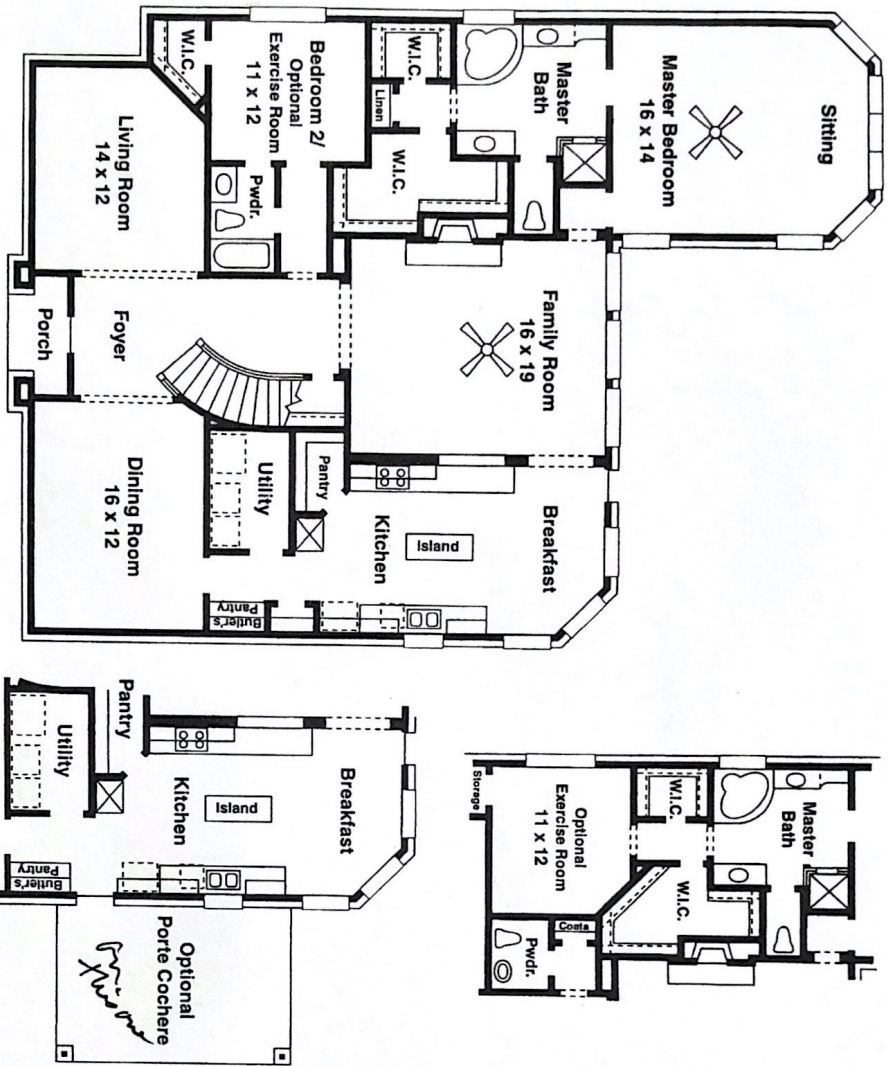 Sitting
Master Bedroom
16 x 14
Master
Bath
W.I.C.
Linen
W.I.C.
Bedroom 2/
Optional
Exercise Room
11 x 12
W.I.C.
Pwdr.
Living Room
14 x 12
Family Room
16 x 19
Foyer
Porch
Breakfast
Island
Kitchen
Pantry
Utility
Butler's
Pantry
Dining Room
16 x 12
Master
Bath
W.I.C.
W.I.C.
Optional
Exercise Room
11 x 12
Storage
Coats
Pwdr.
Breakfast
Island
Kitchen
Pantry
Utility
Butler's
Pantry
Optional
Porte Cochere
this one